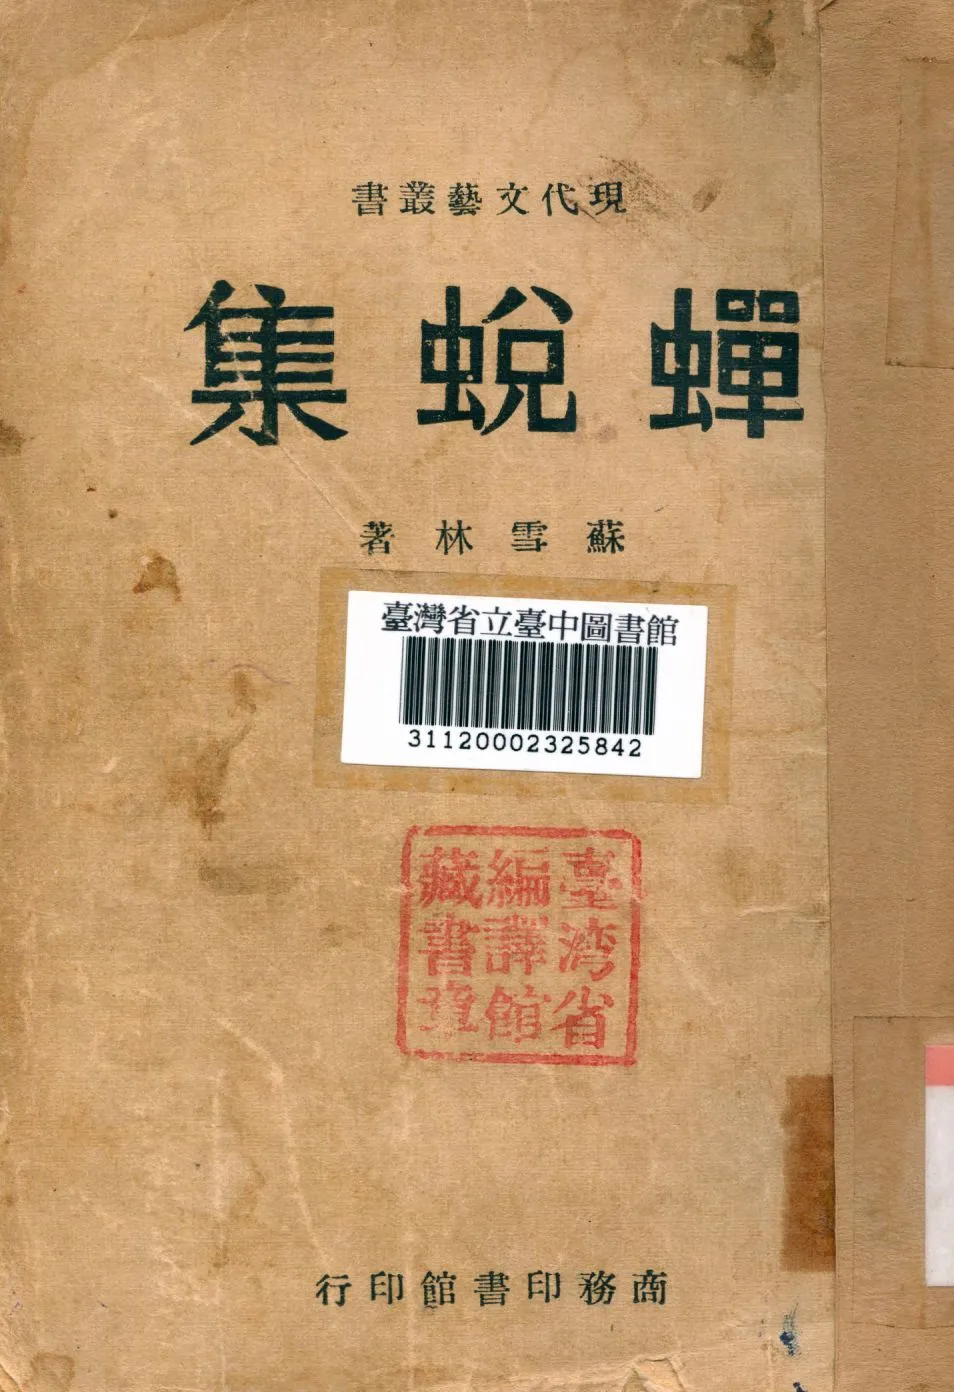 現代文藝叢書
蟬蛻集
蘇雪林著
臺灣省立臺中圖書館
31120002325842
臺湾省
編譯館
藏書章
商務印書館印行